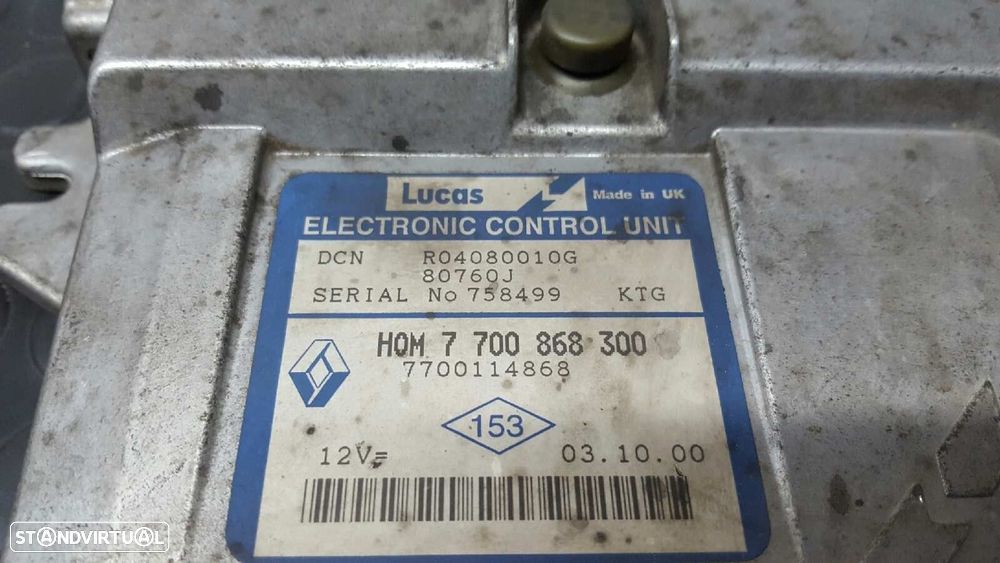 Lucas Made in UK
ELECTRONIC CONTROL UNIT
DCN R04080010G
80760J
SERIAL No 758499 KTG
HOM 7 700 868 300
7700114868
153
12V= 03.10.00
STANDVIRTUAL